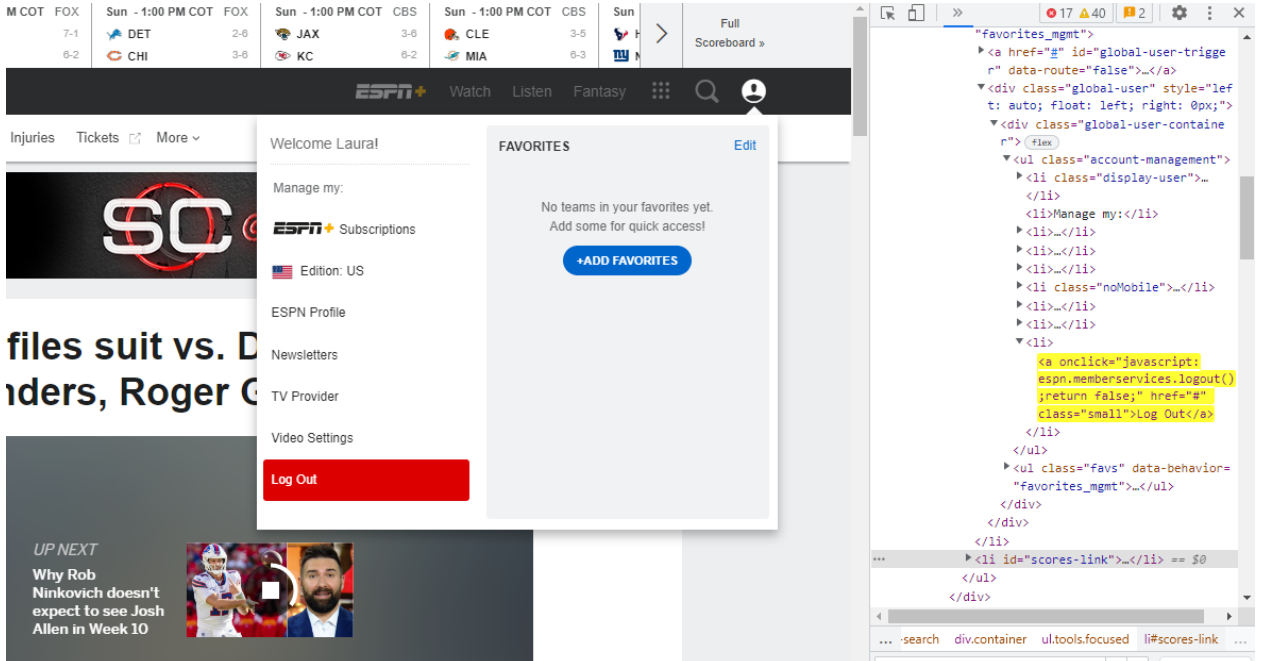 M COT FOX
7-1
6-2
Sun - 1:00 PM COT FOX
DET 2-6
CHI 3-6
Sun - 1:00 PM COT CBS
JAX 3-6
KC 6-2
Sun - 1:00 PM COT CBS
CLE 3-5
MIA 6-3
Sun
Full
Scoreboard »
ESPN+ Watch Listen Fantasy
Injuries Tickets More
SC@
Welcome Laura!
Manage my:
ESPN+ Subscriptions
Edition: US
ESPN Profile
Newsletters
TV Provider
Video Settings
Log Out
FAVORITES Edit
No teams in your favorites yet.
Add some for quick access!
+ADD FAVORITES
files suit vs. D
nders, Roger G
UP NEXT
Why Rob
Ninkovich doesn't
expect to see Josh
Allen in Week 10
» 17 40 2
"favorites_mgmt">
<a href="#" id="global-user-trigge
r" data-route="false">…</a>
<div class="global-user" style="lef
t: auto; float: left; right: 0px;">
<div class="global-user-containe
r"> flex
<ul class="account-management">
<li class="display-user">…
</li>
<li>Manage my:</li>
<li>…</li>
<li>…</li>
<li>…</li>
<li class="noMobile">…</li>
<li>…</li>
<li>…</li>
<li>
<a onclick="javascript:
espn.memberservices.logout()
;return false;" href="#"
class="small">Log Out</a>
</li>
</ul>
<ul class="favs" data-behavior=
"favorites_mgmt">…</ul>
</div>
</div>
</li>
<li id="scores-link">…</li> == $0
</ul>
</div>
… -search div.container ul.tools.focused li#scores-link …